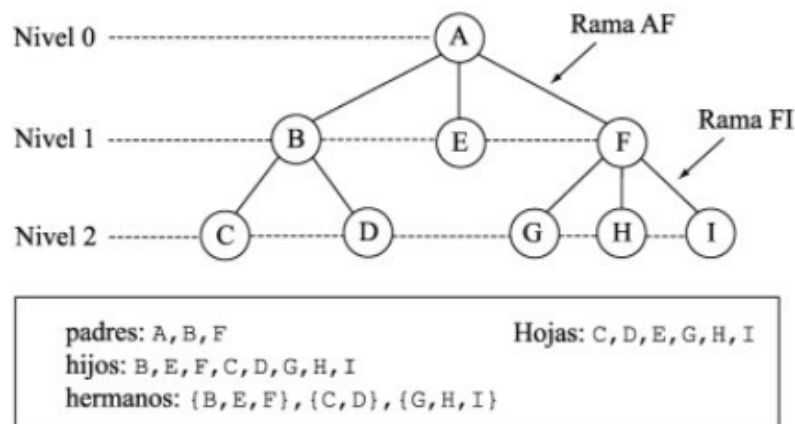 Nivel 0
A
Rama AF
Nivel 1
B
E
F
Rama FI
Nivel 2
C
D
G
H
I
padres: A, B, F
Hojas: C, D, E, G, H, I
hijos: B, E, F, C, D, G, H, I
hermanos: {B, E, F}, {C, D}, {G, H, I}